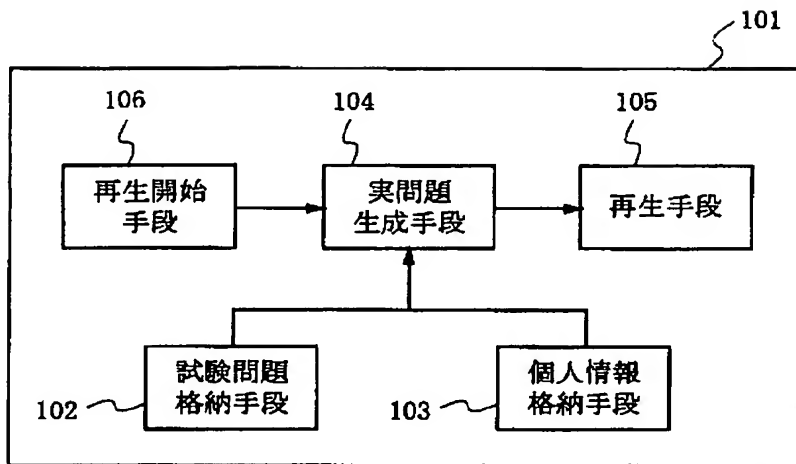 101
106
104
105
再生開始
手段
実問題
生成手段
再生手段
試験問題
格納手段
個人情報
格納手段
102
103